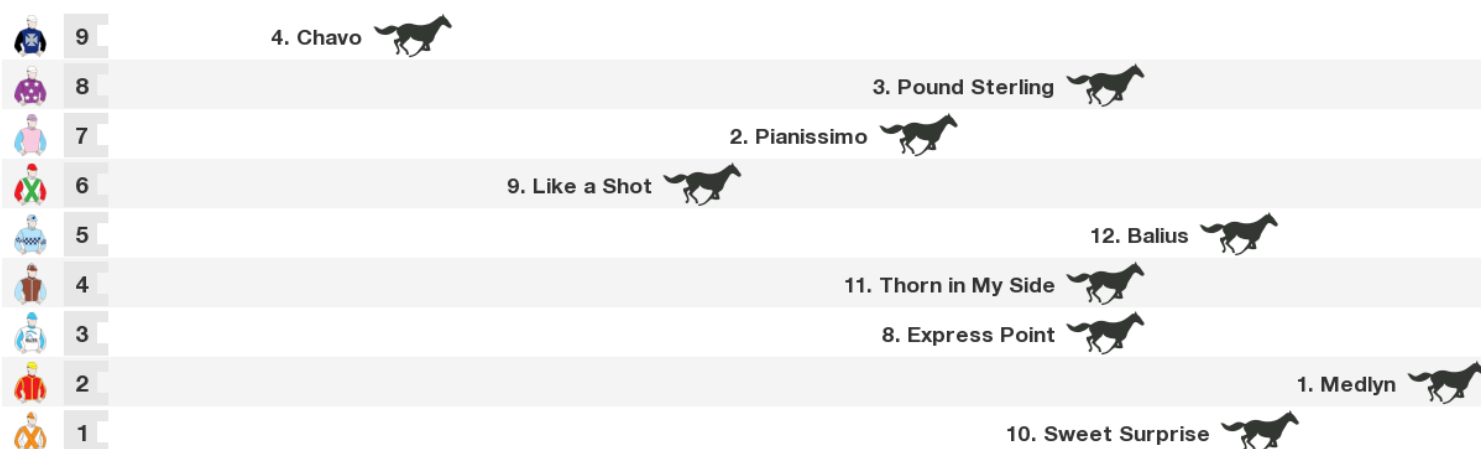 9 4. Chavo
8 3. Pound Sterling
7 2. Pianissimo
6 9. Like a Shot
5 12. Balius
4 11. Thorn in My Side
3 8. Express Point
2 1. Medlyn
1 10. Sweet Surprise